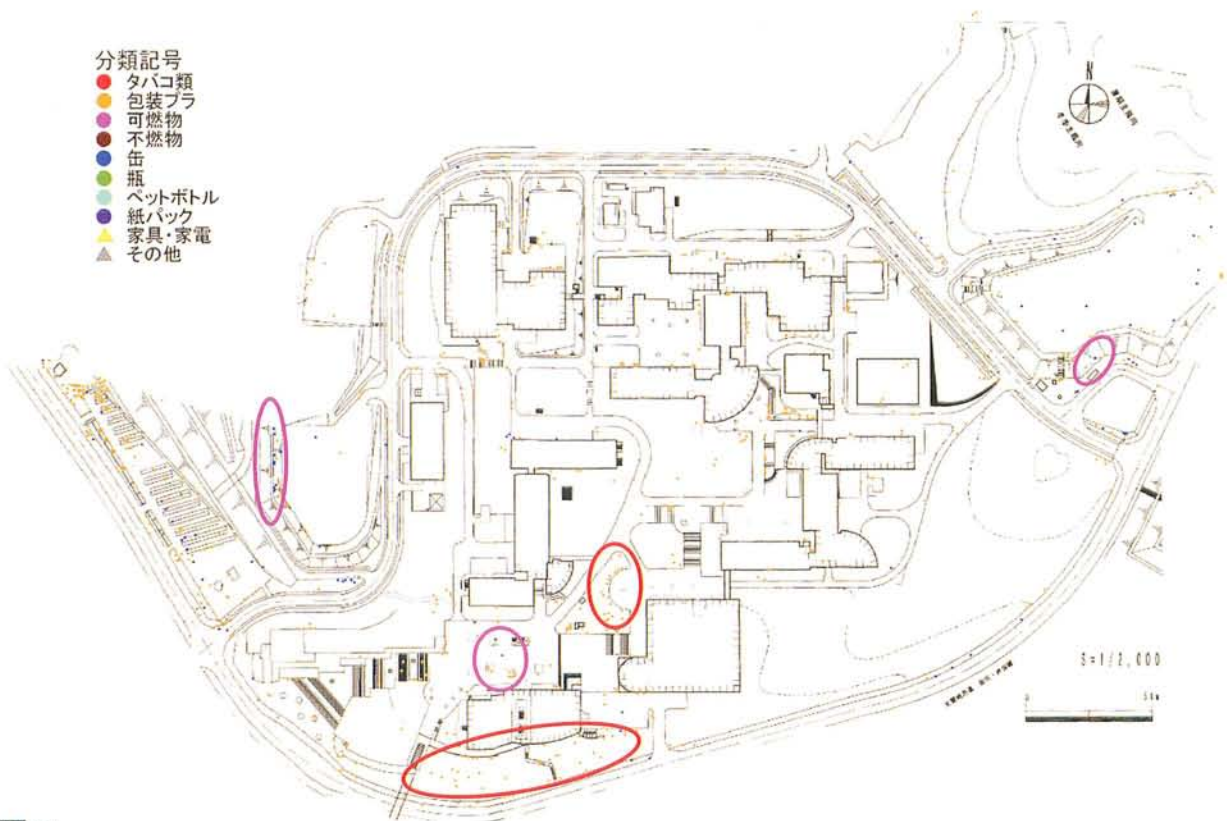 分類記号
タバコ類
包装プラ
可燃物
不燃物
缶
瓶
ペットボトル
紙パック
家具・家電
その他
N
S=1/2,000
0
50m